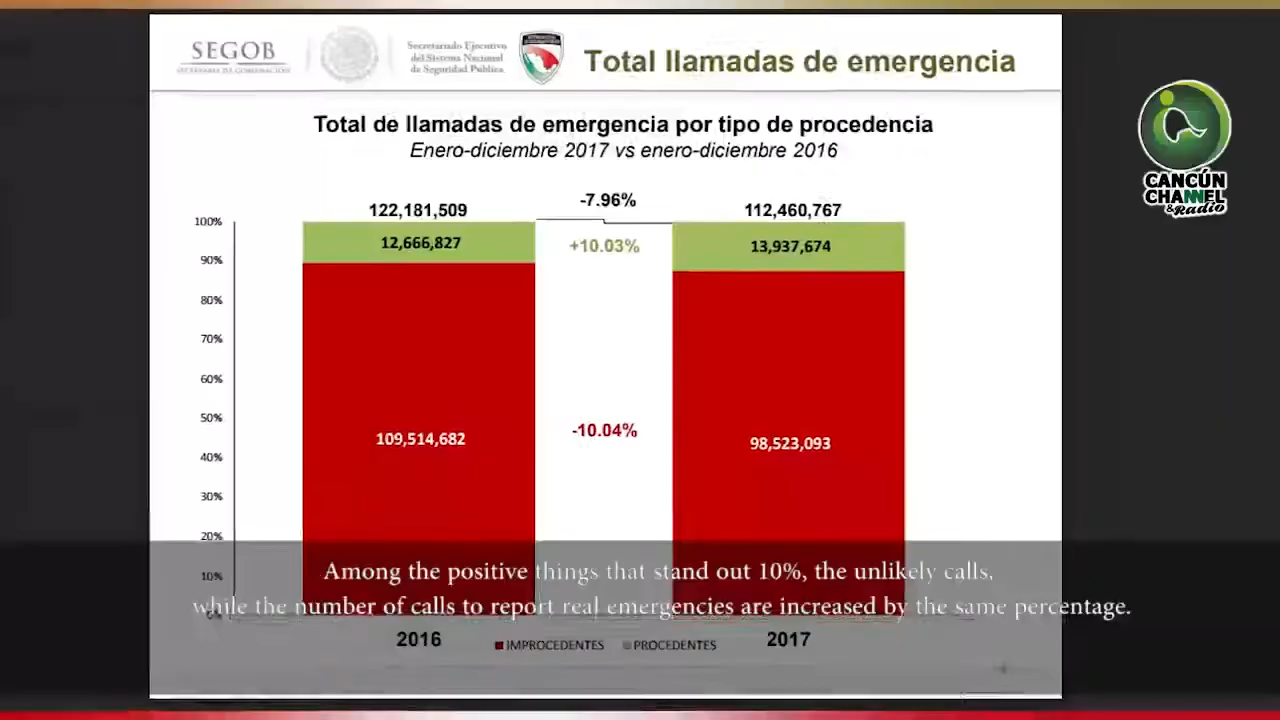 SEGOB
SECRETARÍA DE GOBERNACIÓN
Secretariado Ejecutivo
del Sistema Nacional
de Seguridad Pública
Total llamadas de emergencia
CANCÚN
CHANNEL
& Radio
Total de llamadas de emergencia por tipo de procedencia
Enero-diciembre 2017 vs enero-diciembre 2016
122,181,509
-7.96%
112,460,767
100%
12,666,827
+10.03%
13,937,674
90%
80%
70%
60%
50%
109,514,682
-10.04%
98,523,093
40%
30%
20%
10%
0%
Among the positive things that stand out 10%, the unlikely calls,
while the number of calls to report real emergencies are increased by the same percentage.
2016
IMPROCEDENTES
PROCEDENTES
2017